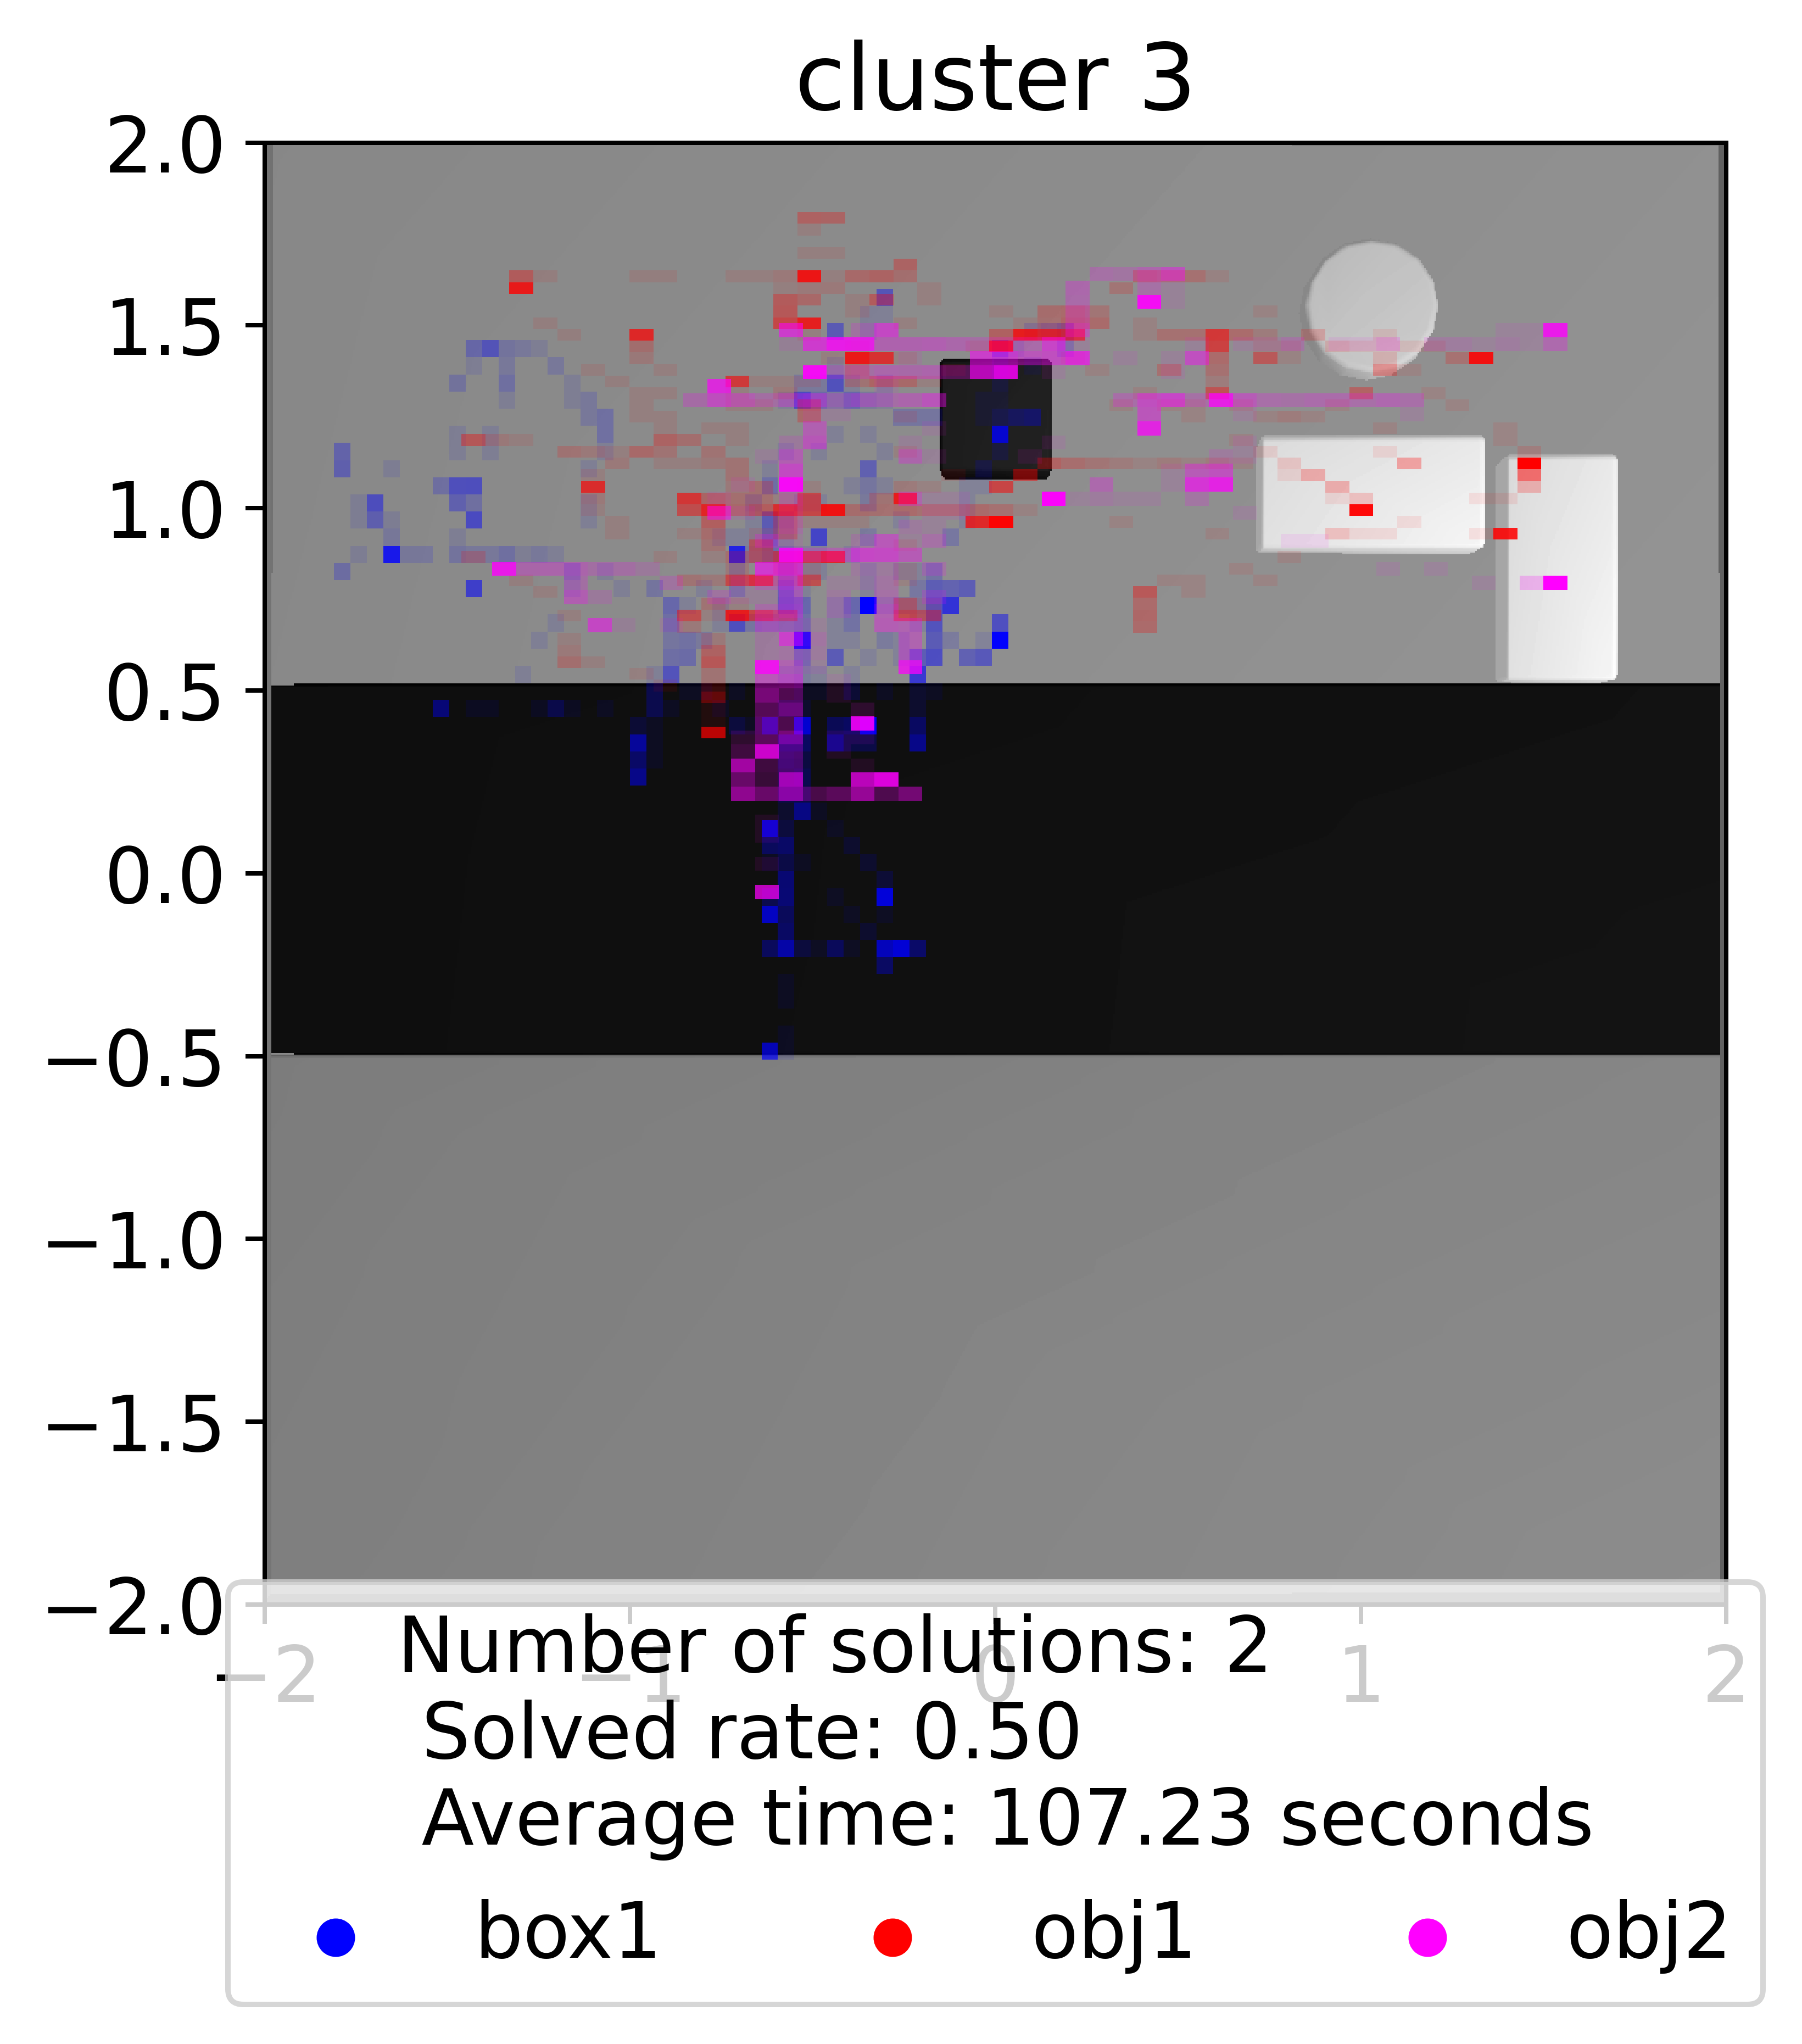 cluster 3
2.0
1.5
1.0
0.5
0.0
−0.5
−1.0
−1.5
−2.0
−2 −1 0 1 2
Number of solutions: 2
Solved rate: 0.50
Average time: 107.23 seconds
box1 obj1 obj2